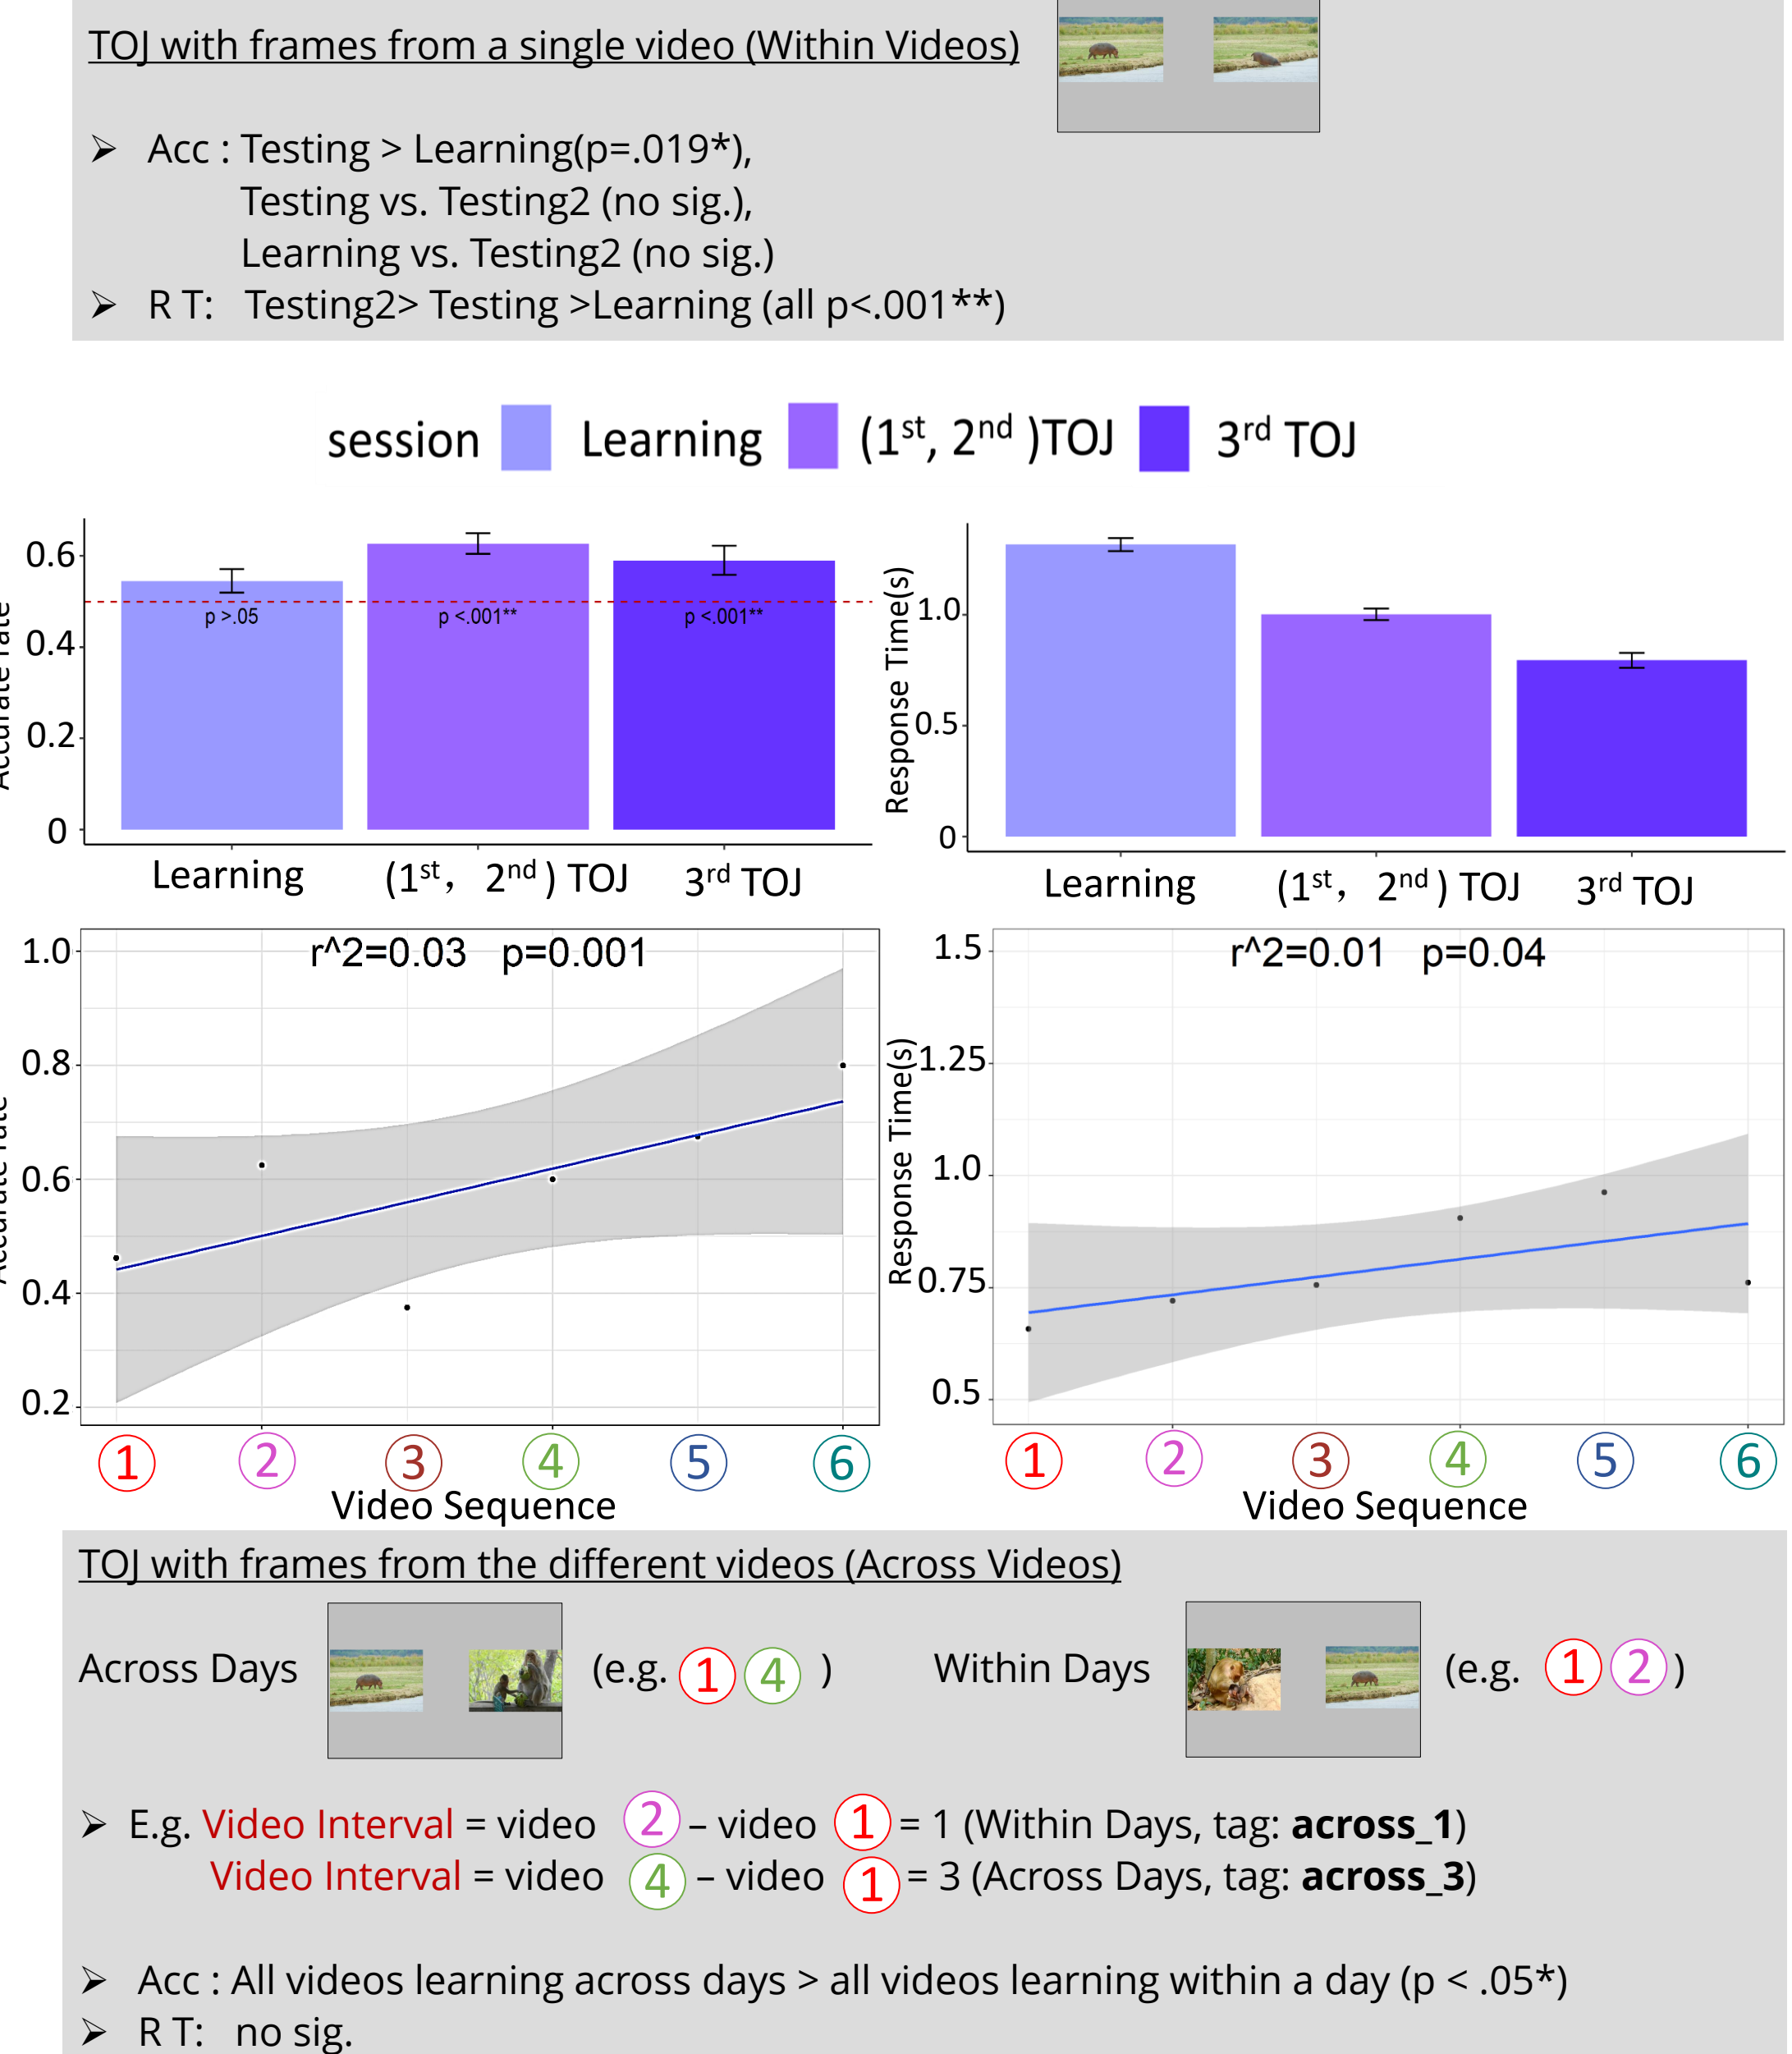 TOJ with frames from a single video (Within Videos)
➢ Acc : Testing > Learning(p=.019*),
Testing vs. Testing2 (no sig.),
Learning vs. Testing2 (no sig.)
➢ R T: Testing2> Testing >Learning (all p<.001**)
session Learning (1st, 2nd )TOJ 3rd TOJ
Accurate rate
0.6
0.4
0.2
0
p >.05 p <.001** p <.001**
Learning (1st, 2nd ) TOJ 3rd TOJ
Response Time(s)
1.0
0.5
0
Learning (1st, 2nd ) TOJ 3rd TOJ
r^2=0.03 p=0.001
Accurate rate
1.0
0.8
0.6
0.4
0.2
1 2 3 4 5 6
Video Sequence
r^2=0.01 p=0.04
Response Time(s)
1.5
1.25
1.0
0.75
0.5
1 2 3 4 5 6
Video Sequence
TOJ with frames from the different videos (Across Videos)
Across Days (e.g. 1 4 ) Within Days (e.g. 1 2 )
➢ E.g. Video Interval = video 2 – video 1 = 1 (Within Days, tag: across_1)
Video Interval = video 4 – video 1 = 3 (Across Days, tag: across_3)
➢ Acc : All videos learning across days > all videos learning within a day (p < .05*)
➢ R T: no sig.